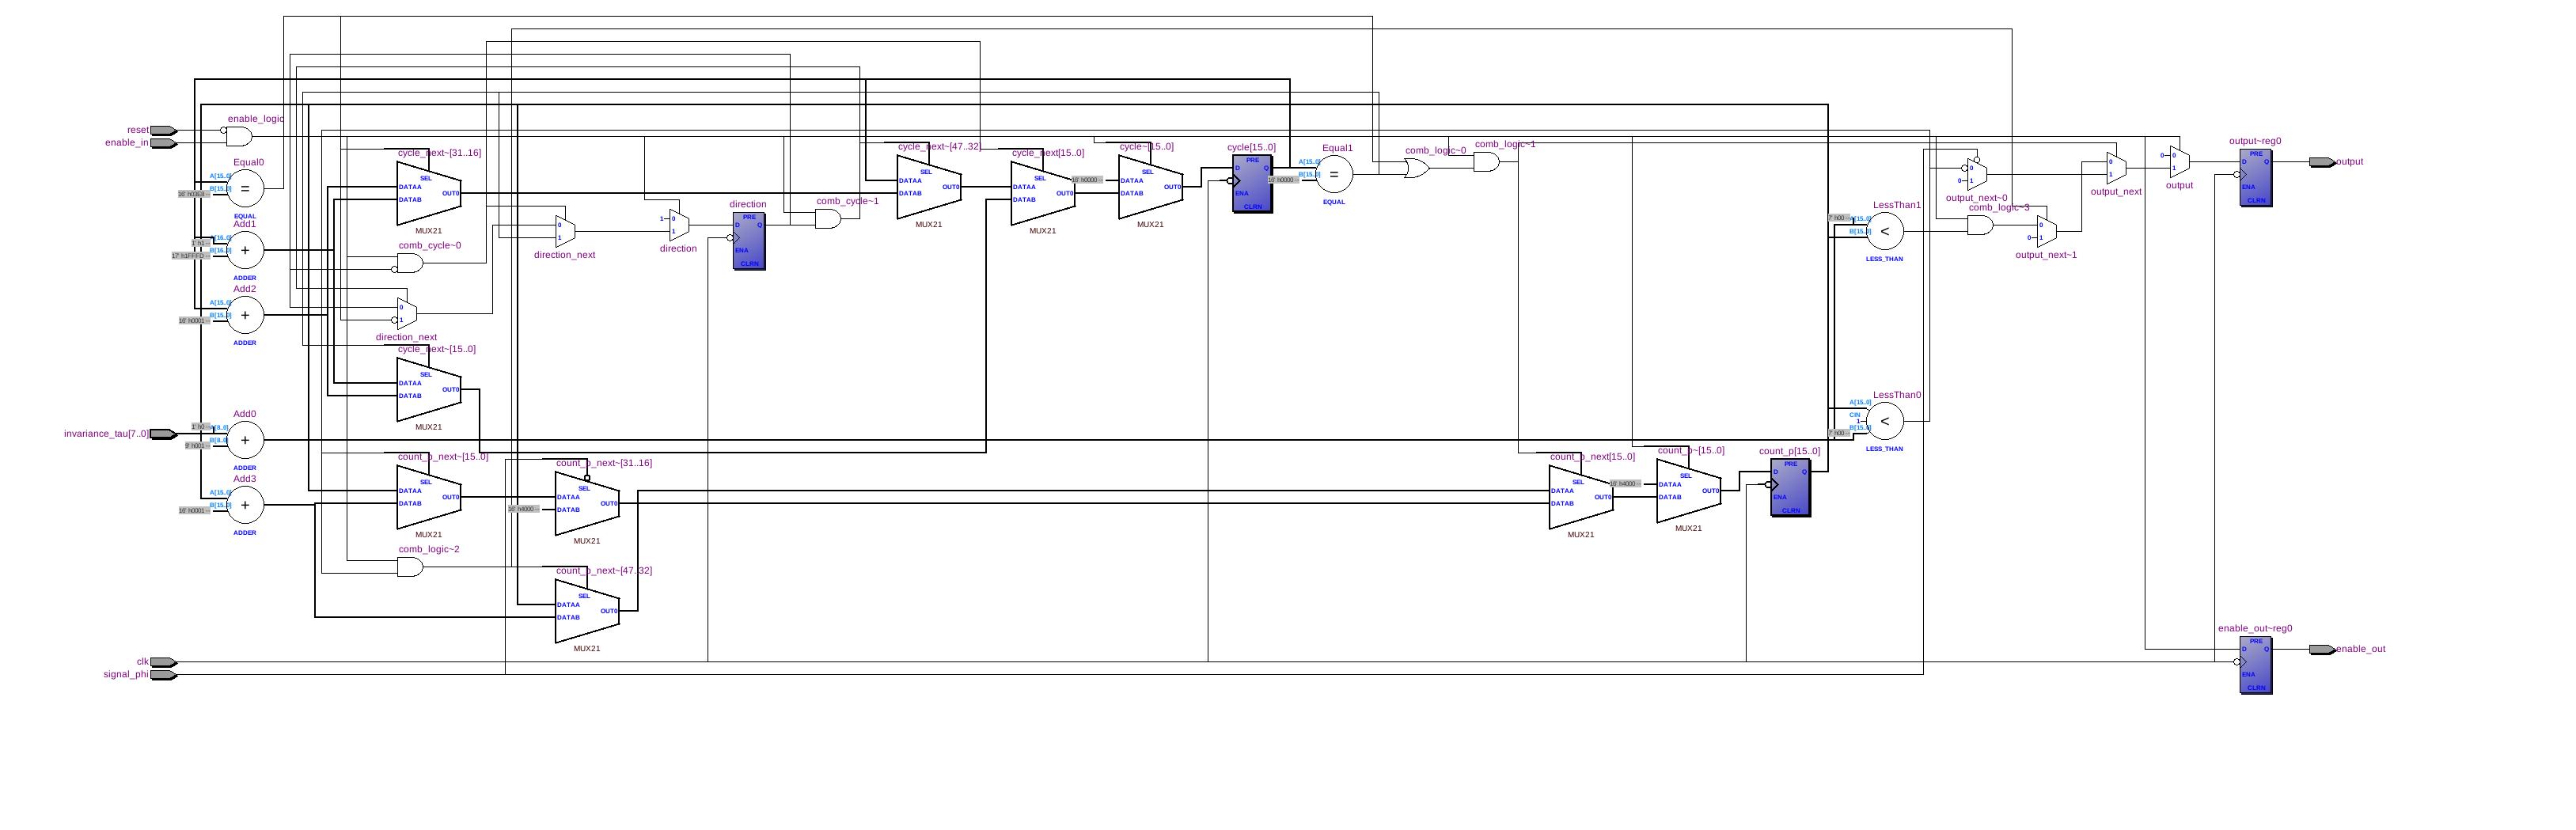 reset
enable_in
enable_logic
Equal0
A[15..0]
B[15..0]
=
EQUAL
Add1
A[16..0]
B[16..0]
1' h1--
17' h1FFFD--
+
ADDER
Add2
A[15..0]
B[15..0]
16' h0001--
+
ADDER
invariance_tau[7..0]
Add0
1' h0--
A[8..0]
9' h001--
B[8..0]
+
ADDER
Add3
A[15..0]
B[15..0]
16' h0001--
+
ADDER
clk
signal_phi
cycle_next~[31..16]
SEL
DATAA
DATAB
OUT0
MUX21
comb_cycle~0
0
1
direction_next
cycle_next~[15..0]
SEL
DATAA
DATAB
OUT0
MUX21
count_p_next~[15..0]
SEL
DATAA
DATAB
OUT0
MUX21
comb_logic~2
count_p_next~[31..16]
SEL
DATAA
DATAB
16' h4000--
OUT0
MUX21
count_p_next~[47..32]
SEL
DATAA
DATAB
OUT0
MUX21
0
1
direction_next
1
0
1
direction
direction
PRE
D
Q
ENA
CLRN
comb_cycle~1
cycle_next~[47..32]
SEL
DATAA
DATAB
OUT0
MUX21
cycle_next[15..0]
SEL
DATAA
DATAB
OUT0
MUX21
cycle~[15..0]
SEL
16' h0000--
DATAA
DATAB
OUT0
MUX21
cycle[15..0]
PRE
D
Q
ENA
CLRN
Equal1
A[15..0]
16' h0000--
B[15..0]
=
EQUAL
comb_logic~0
comb_logic~1
count_p_next[15..0]
SEL
DATAA
DATAB
OUT0
MUX21
count_p~[15..0]
SEL
16' h4000--
DATAA
DATAB
OUT0
MUX21
count_p[15..0]
PRE
D
Q
ENA
CLRN
LessThan1
7' h00--
A[15..0]
B[15..0]
<
LESS_THAN
LessThan0
A[15..0]
CIN
1
B[15..0]
7' h00--
<
LESS_THAN
0
0
1
output_next~0
comb_logic~3
0
0
1
output_next~1
0
1
output_next
0
0
1
output
output~reg0
PRE
D
Q
ENA
CLRN
output
enable_out~reg0
PRE
D
Q
ENA
CLRN
enable_out